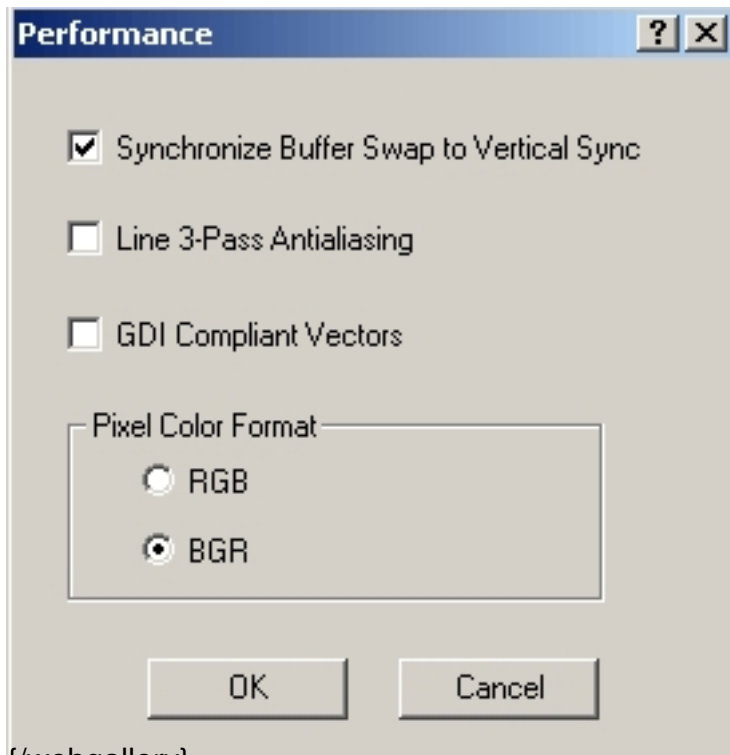 Performance
Synchronize Buffer Swap to Vertical Sync
Line 3-Pass Antialiasing
GDI Compliant Vectors
Pixel Color Format
RGB
BGR
OK Cancel
{/webgallery}